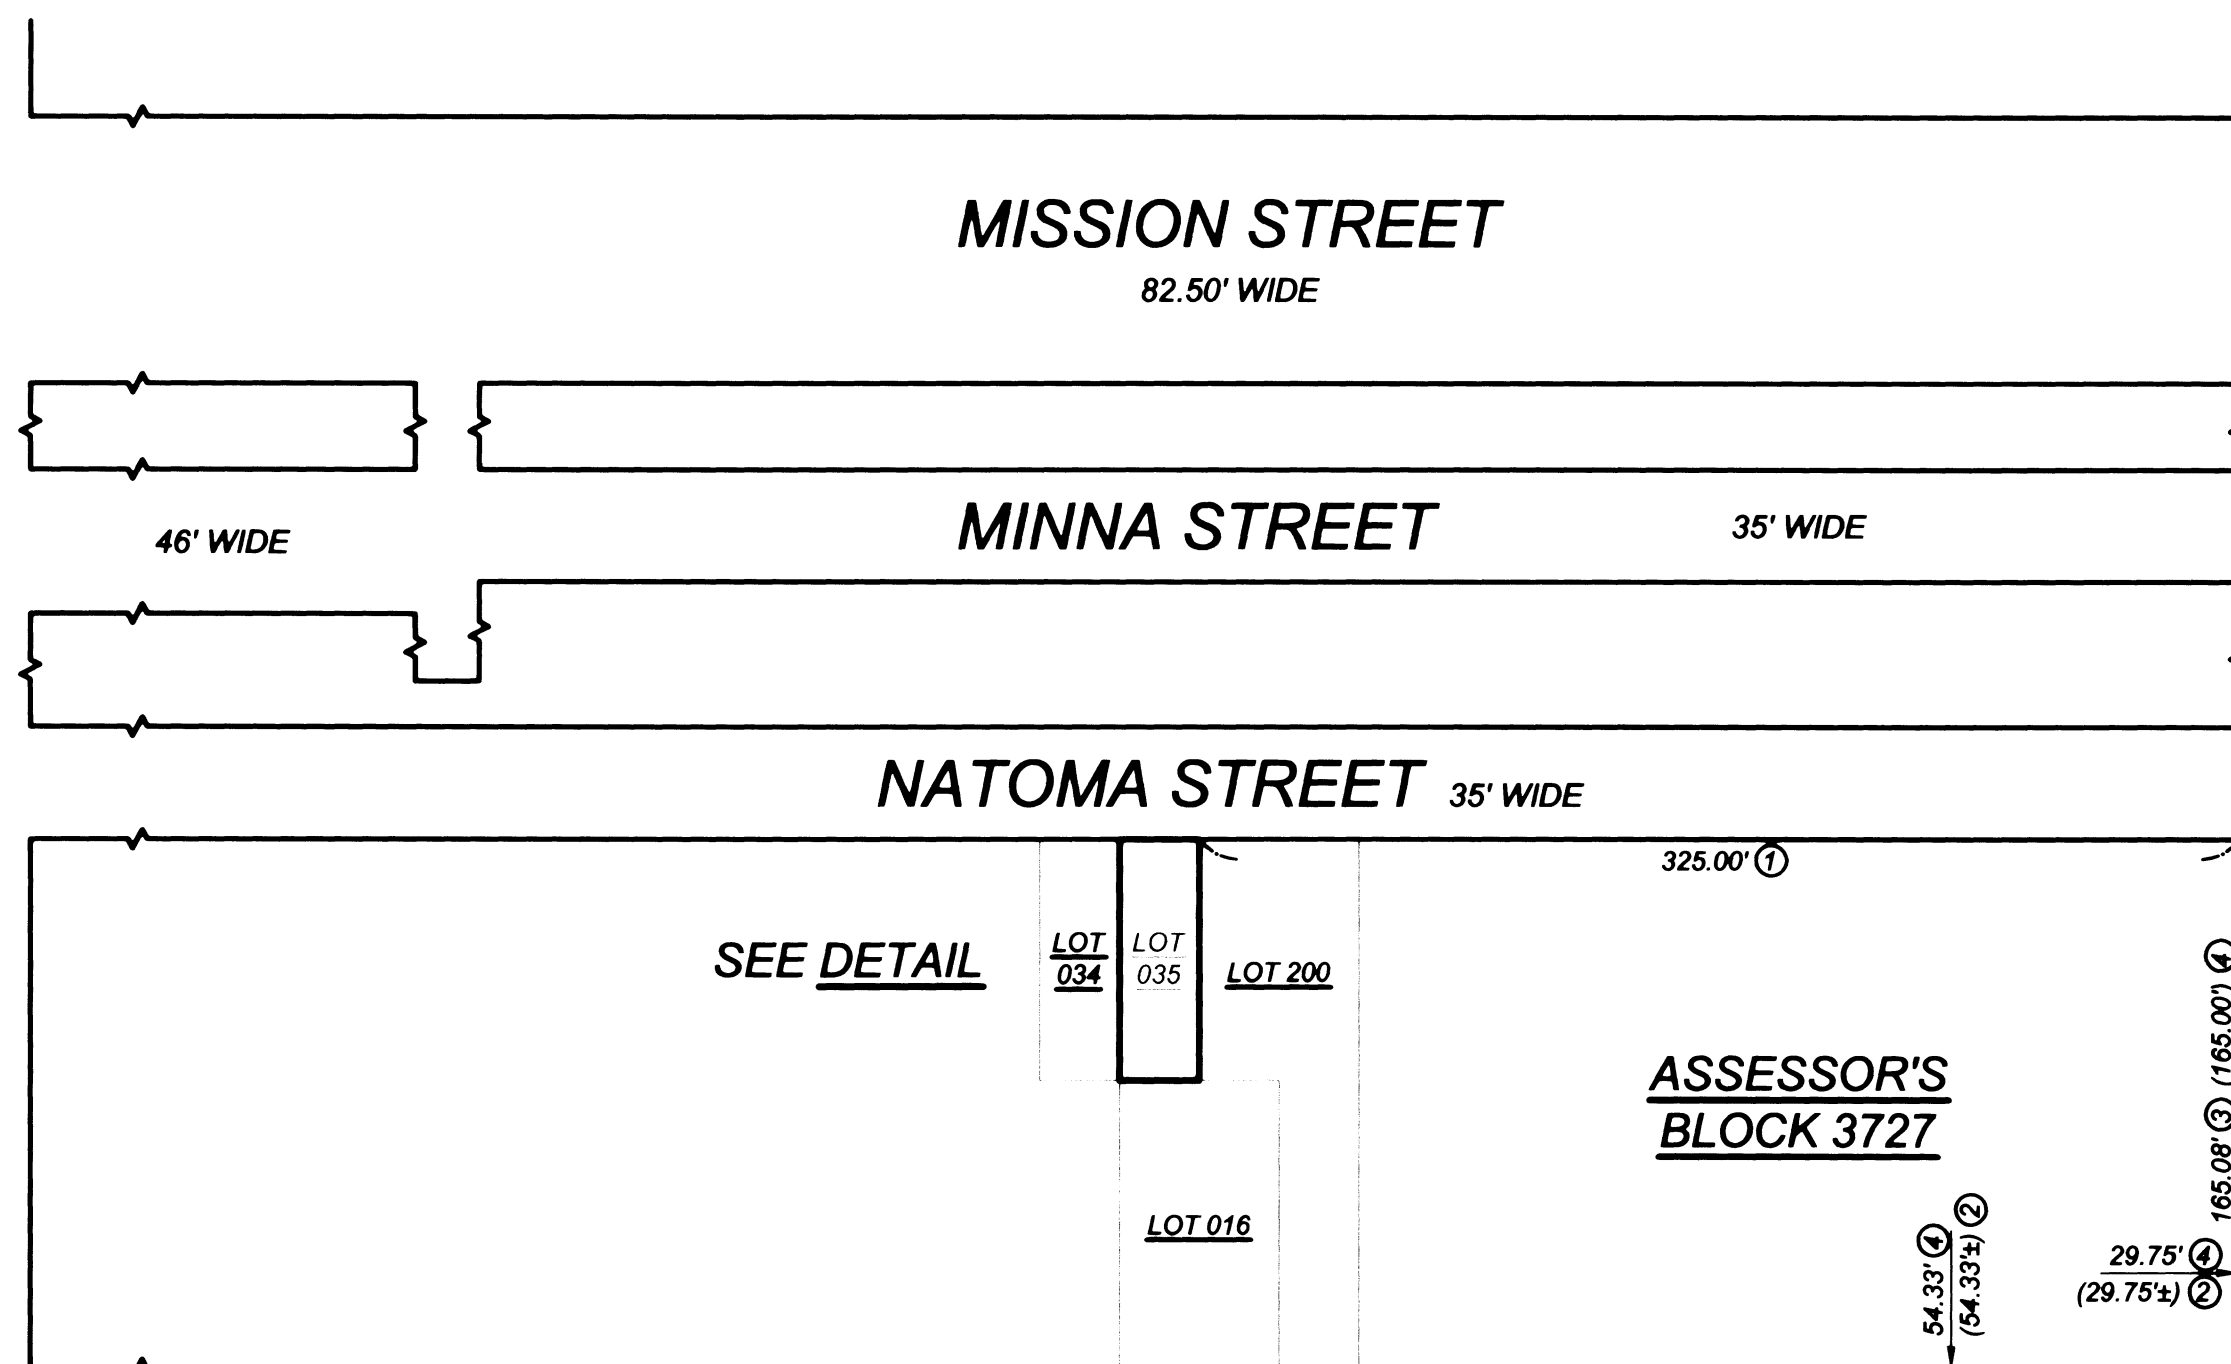 MISSION STREET
82.50' WIDE
46' WIDE
MINNA STREET
35' WIDE
NATOMA STREET 35' WIDE
325.00' ①
SEE DETAIL
LOT
034
LOT
035
LOT 200
ASSESSOR'S
BLOCK 3727
LOT 016
165.08' ③ (165.00') ④
54.33' ④
(54.33'±) ②
29.75' ④
(29.75'±) ②